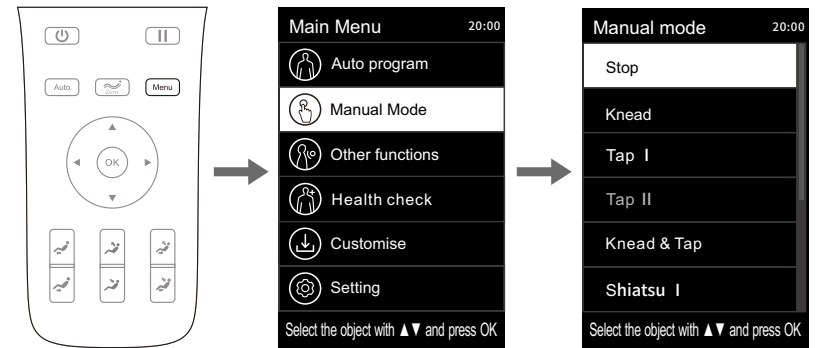 Auto
Zero
Menu
OK
Main Menu 20:00
Auto program
Manual Mode
Other functions
Health check
Customise
Setting
Select the object with ▲▼ and press OK
Manual mode 20:00
Stop
Knead
Tap I
Tap II
Knead & Tap
Shiatsu I
Select the object with ▲▼ and press OK